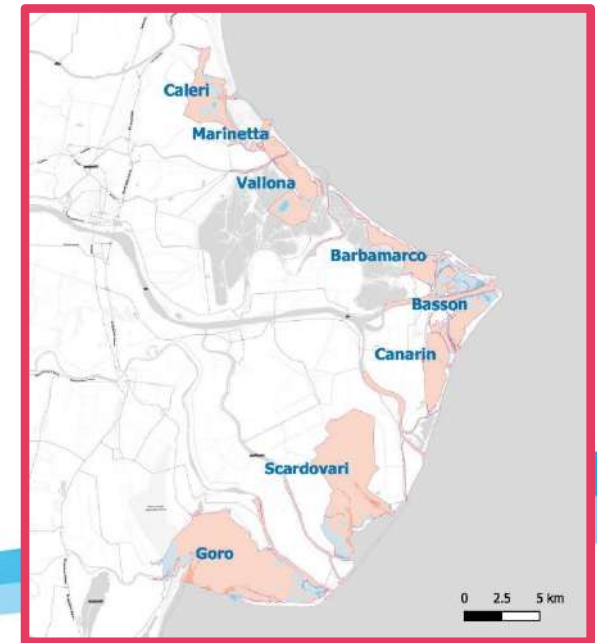 Caleri
Marinetta
Vallona
Barbamarco
Basson
Canarin
Scardovari
Goro
0 2.5 5 km